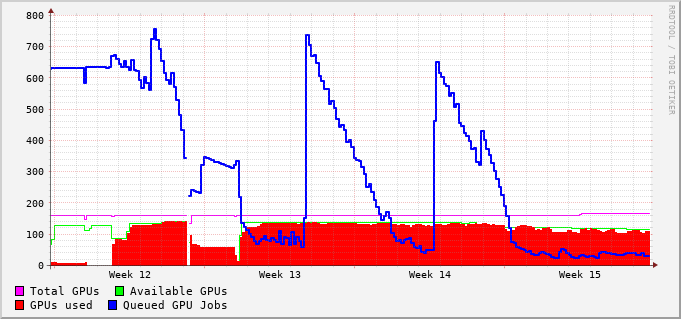 800
700
600
500
400
300
200
100
0
Week 12 Week 13 Week 14 Week 15
Total GPUs Available GPUs
GPUs used Queued GPU Jobs
RRDTOOL / TOBI OETIKER